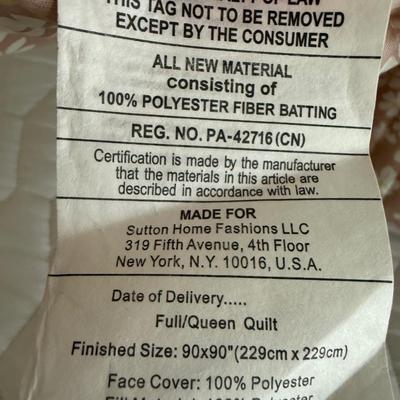 THIS TAG NOT TO BE REMOVED
EXCEPT BY THE CONSUMER
ALL NEW MATERIAL
consisting of
100% POLYESTER FIBER BATTING
REG. NO. PA-42716 (CN)
Certification is made by the manufacturer
that the materials in this article are
described in accordance with law.
MADE FOR
Sutton Home Fashions LLC
319 Fifth Avenue, 4th Floor
New York, N.Y. 10016, U.S.A.
Date of Delivery.....
Full/Queen Quilt
Finished Size: 90x90"(229cm x 229cm)
Face Cover: 100% Polyester